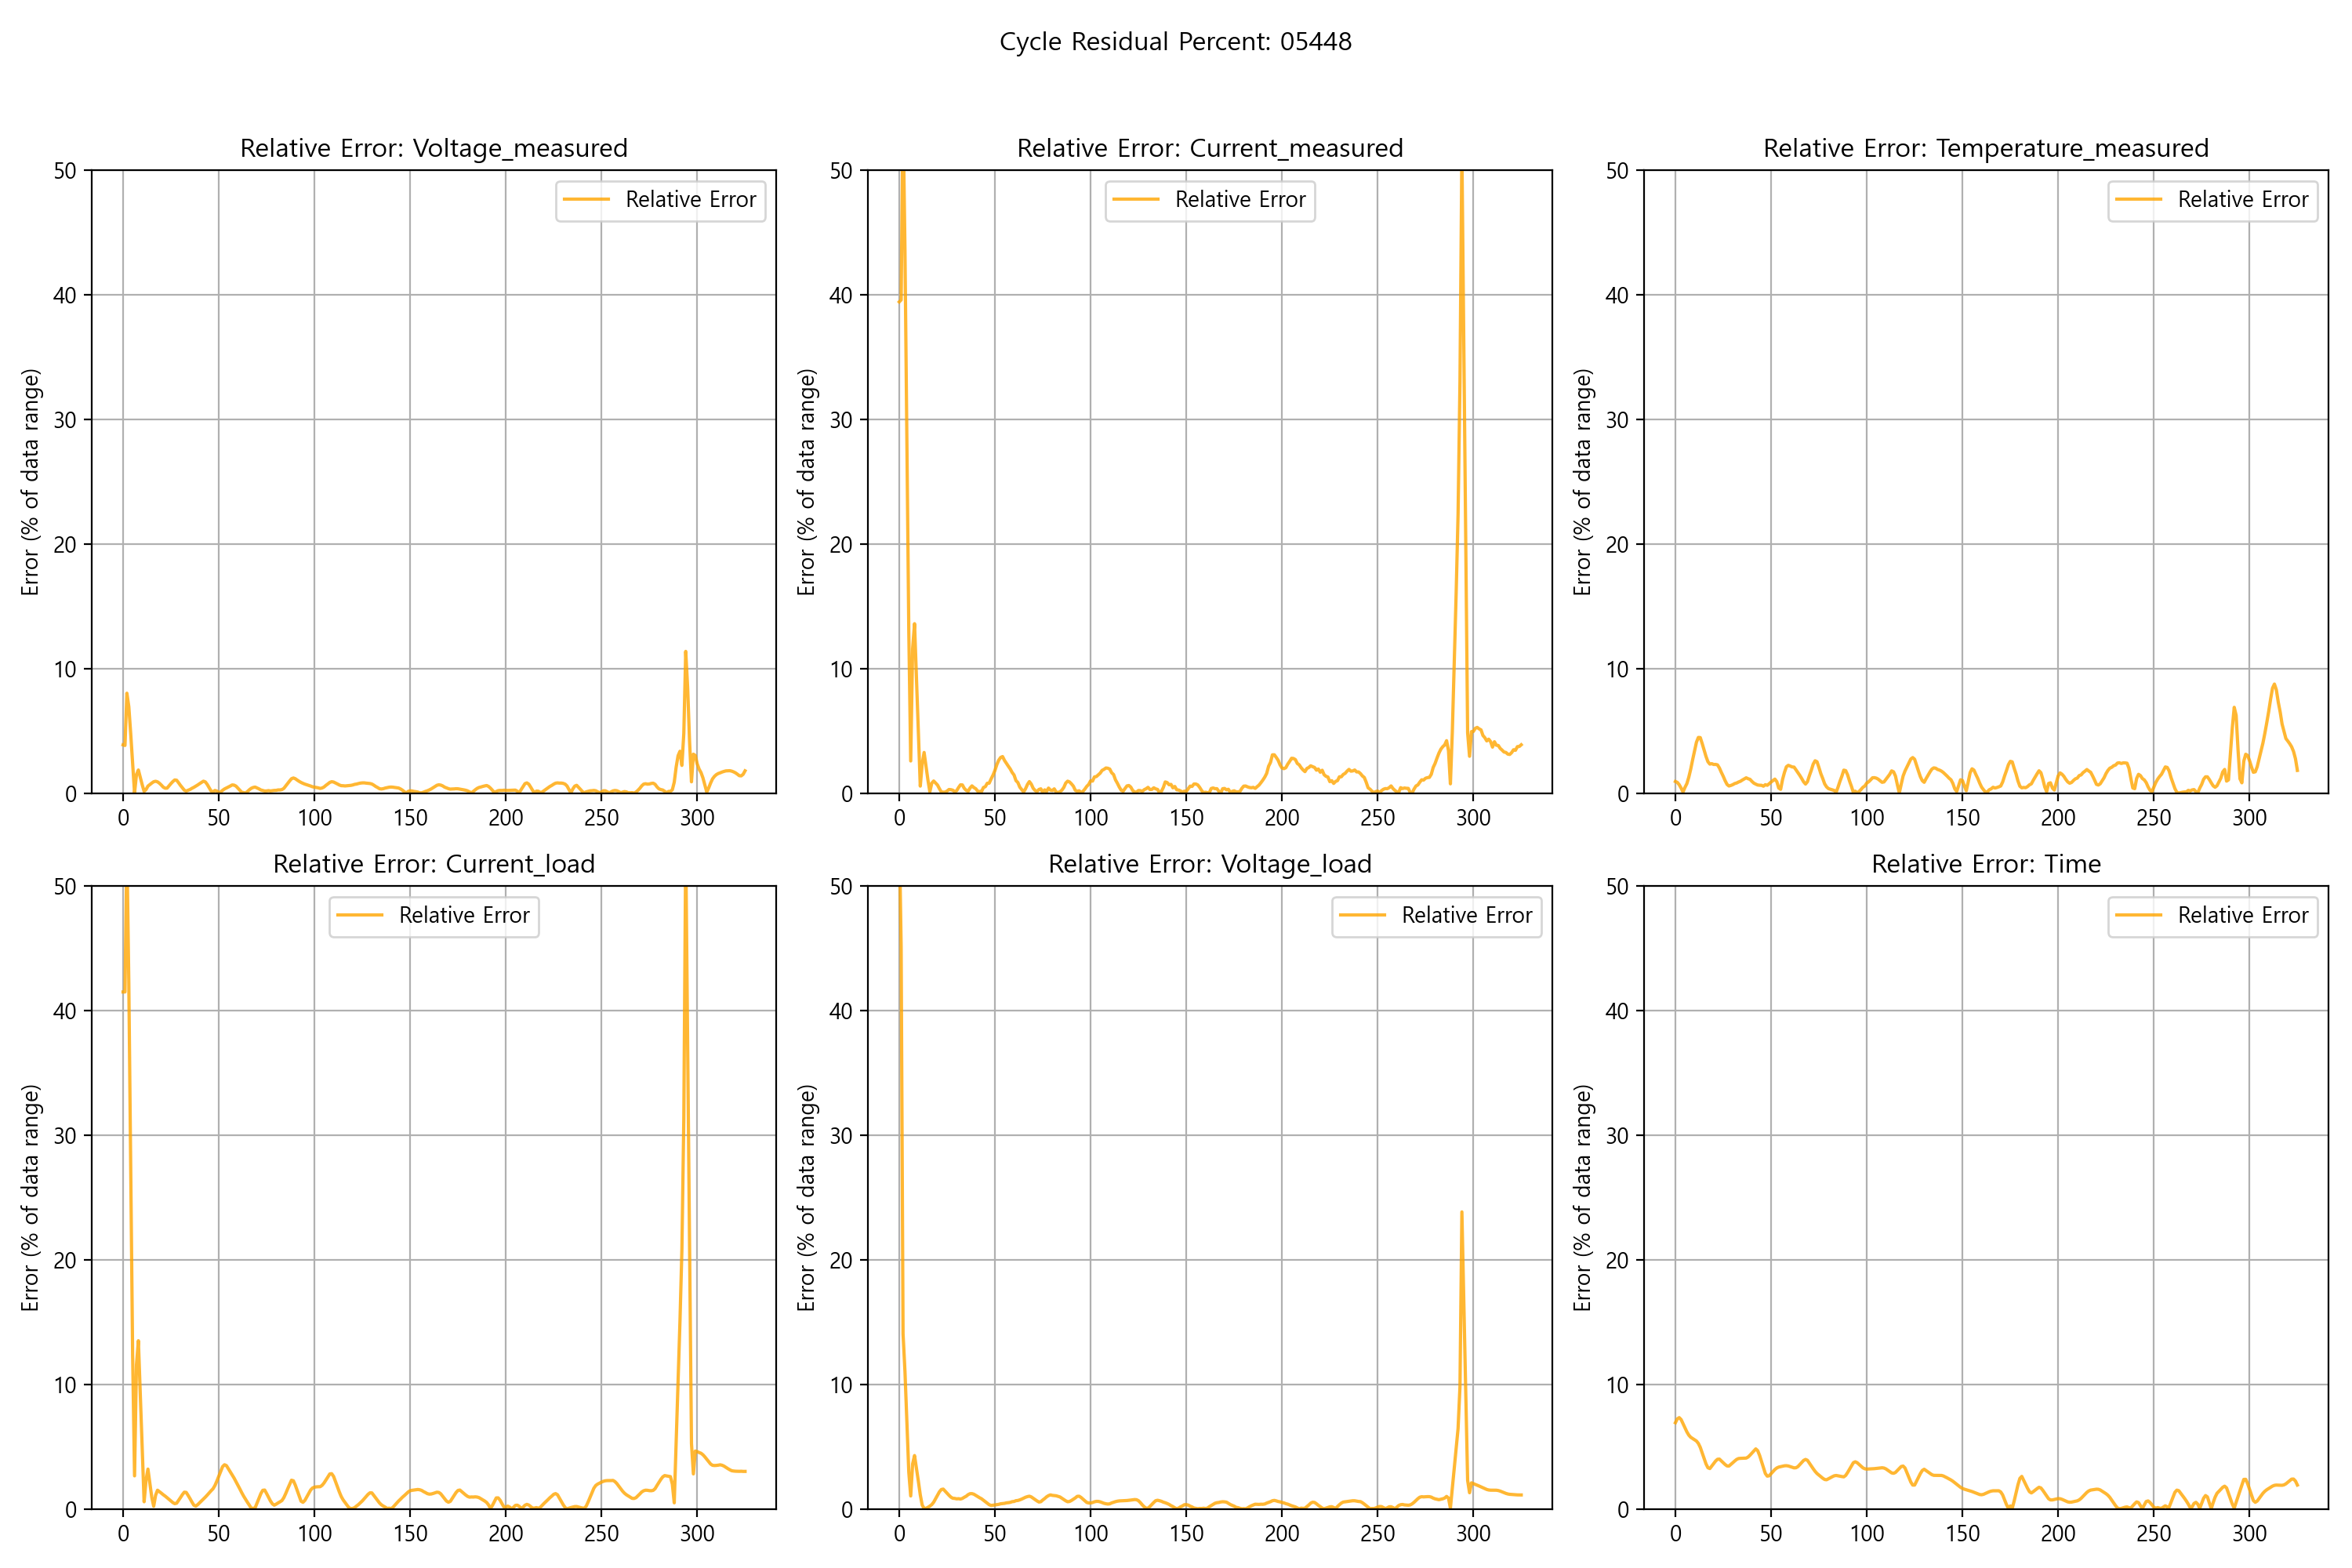 Cycle Residual Percent: 05448
Relative Error: Voltage_measured
Relative Error
Error (% of data range)
50
40
30
20
10
0
0 50 100 150 200 250 300
Relative Error: Current_measured
Relative Error
Error (% of data range)
50
40
30
20
10
0
0 50 100 150 200 250 300
Relative Error: Temperature_measured
Relative Error
Error (% of data range)
50
40
30
20
10
0
0 50 100 150 200 250 300
Relative Error: Current_load
Relative Error
Error (% of data range)
50
40
30
20
10
0
0 50 100 150 200 250 300
Relative Error: Voltage_load
Relative Error
Error (% of data range)
50
40
30
20
10
0
0 50 100 150 200 250 300
Relative Error: Time
Relative Error
Error (% of data range)
50
40
30
20
10
0
0 50 100 150 200 250 300